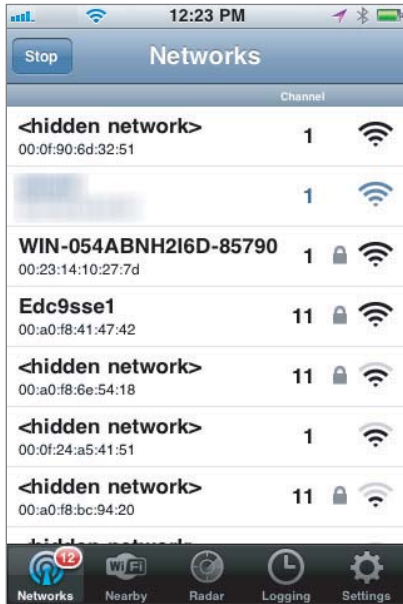 12:23 PM
Stop
Networks
Channel
<hidden network>
1
00:0f:90:6d:32:51
1
WIN-054ABNH2I6D-85790
1
00:23:14:10:27:7d
Edc9sse1
11
00:a0:f8:41:47:42
<hidden network>
11
00:a0:f8:6e:54:18
<hidden network>
1
00:0f:24:a5:41:51
<hidden network>
11
00:a0:f8:bc:94:20
12
WiFi
Networks
Nearby
Radar
Logging
Settings